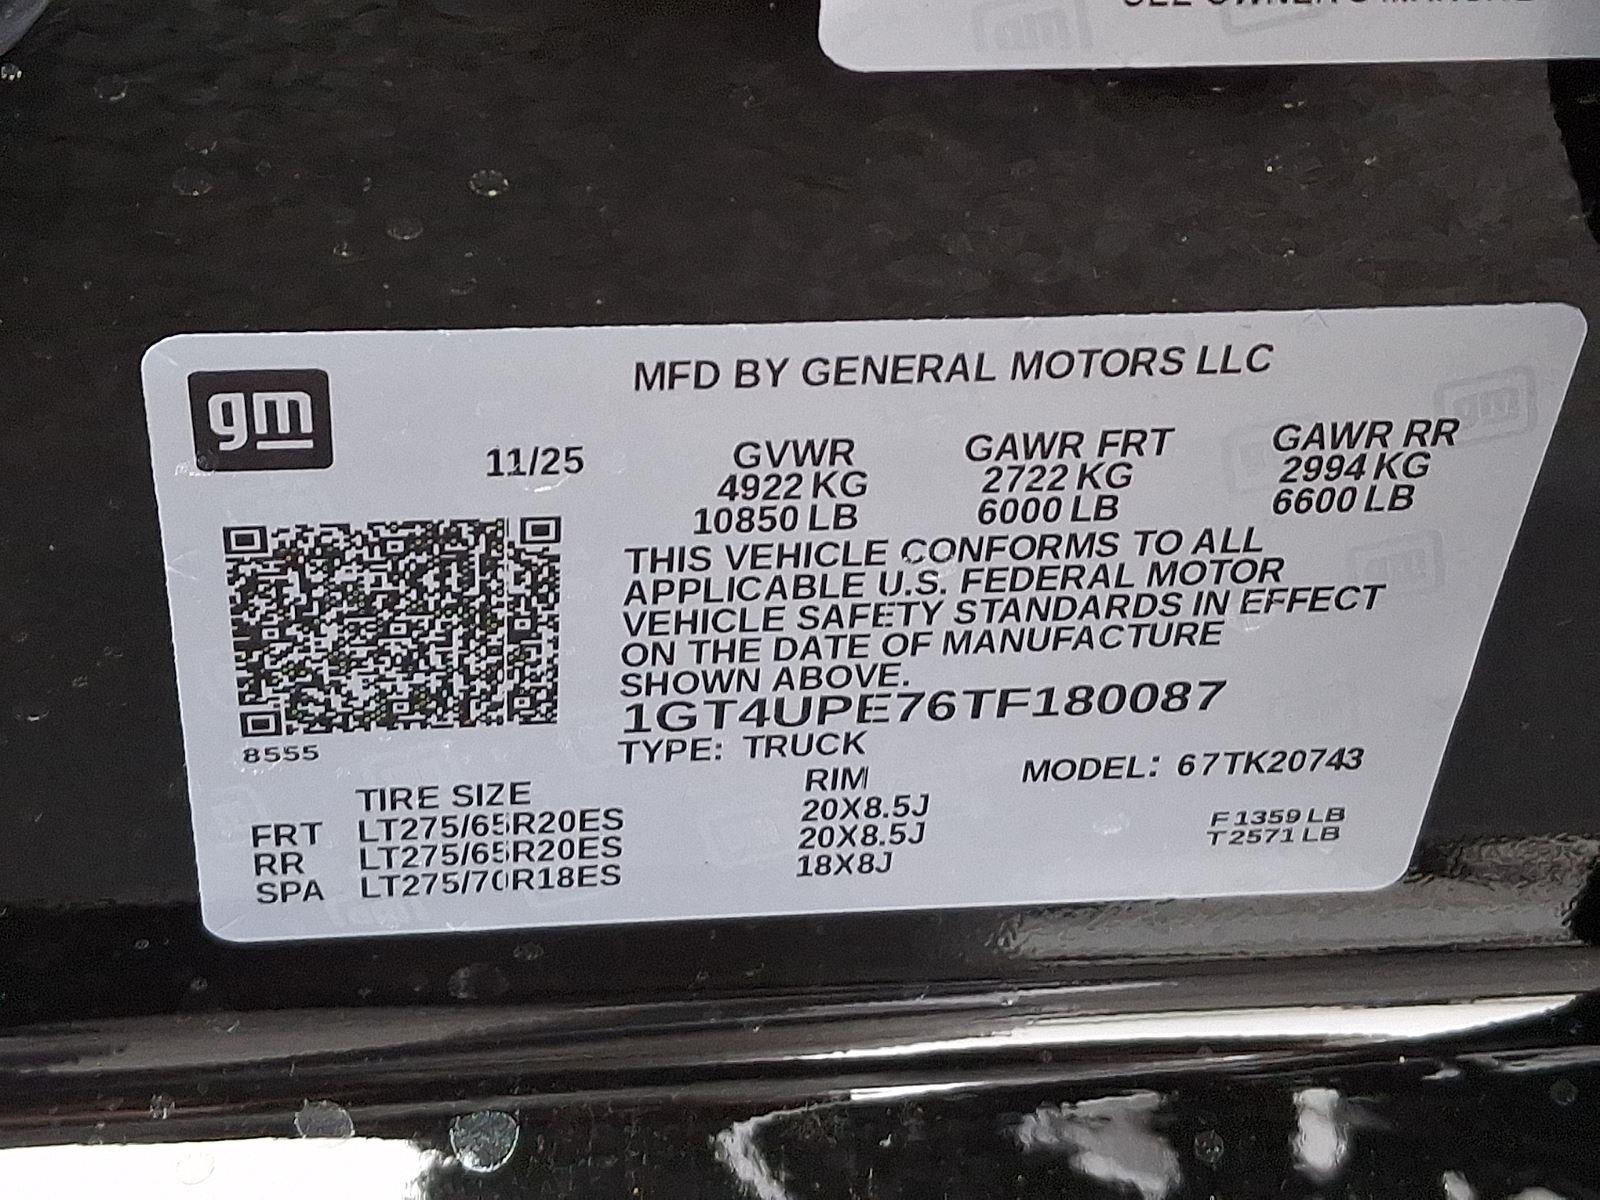 SEE OWNER'S MANUAL
gm
MFD BY GENERAL MOTORS LLC
11/25
GVWR GAWR FRT GAWR RR
4922 KG 2722 KG 2994 KG
10850 LB 6000 LB 6600 LB
THIS VEHICLE CONFORMS TO ALL
APPLICABLE U.S. FEDERAL MOTOR
VEHICLE SAFETY STANDARDS IN EFFECT
ON THE DATE OF MANUFACTURE
SHOWN ABOVE.
1GT4UPE76TF180087
8555
TYPE: TRUCK
MODEL: 67TK20743
TIRE SIZE RIM
FRT LT275/65R20ES 20X8.5J
RR LT275/65R20ES 20X8.5J
SPA LT275/70R18ES 18X8J
F1359 LB
T2571 LB